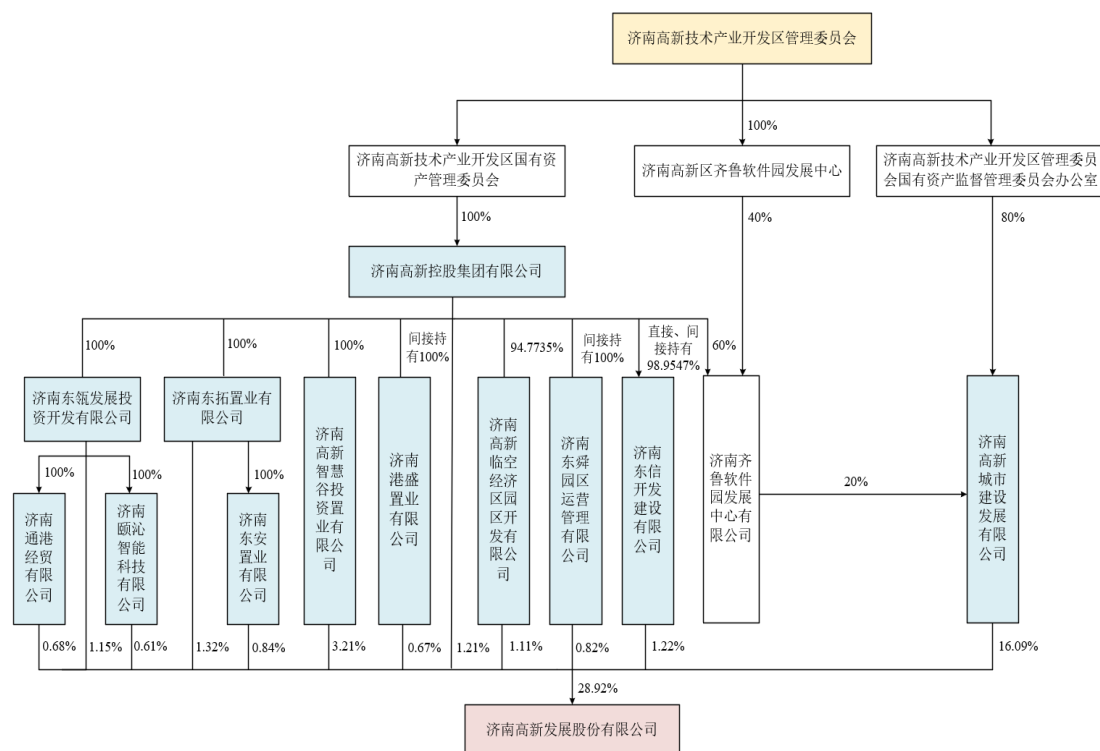 济南高新技术产业开发区管理委员会
100%
济南高新技术产业开发区国有资
产管理委员会
济南高新区齐鲁软件园发展中心
济南高新技术产业开发区管理委员
会国有资产监督管理委员会办公室
100%
40%
80%
济南高新控股集团有限公司
100%
100%
100%
间接持
有100%
94.7735%
间接持
有100%
直接、间
接持有
98.9547%
60%
济南东瓴发展投
资开发有限公司
济南东拓置业有
限公司
济南
高新
智慧
谷投
资置
业有
限公
司
济南
港盛
置业
有限
公司
济南
高新
临空
经济
区园
区开
发有
限公
司
济南
东舜
园区
运营
管理
有限
公司
济南
东信
开发
建设
有限
公司
济南齐
鲁软件
园发展
中心有
限公司
20%
济南
高新
城市
建设
发展
有限
公司
100%
100%
100%
济南
通港
经贸
有限
公司
济南
颐沁
智能
科技
有限
公司
济南
东安
置业
有限
公司
0.68%
1.15%
0.61%
1.32%
0.84%
3.21%
0.67%
1.21%
1.11%
0.82%
1.22%
16.09%
28.92%
济南高新发展股份有限公司